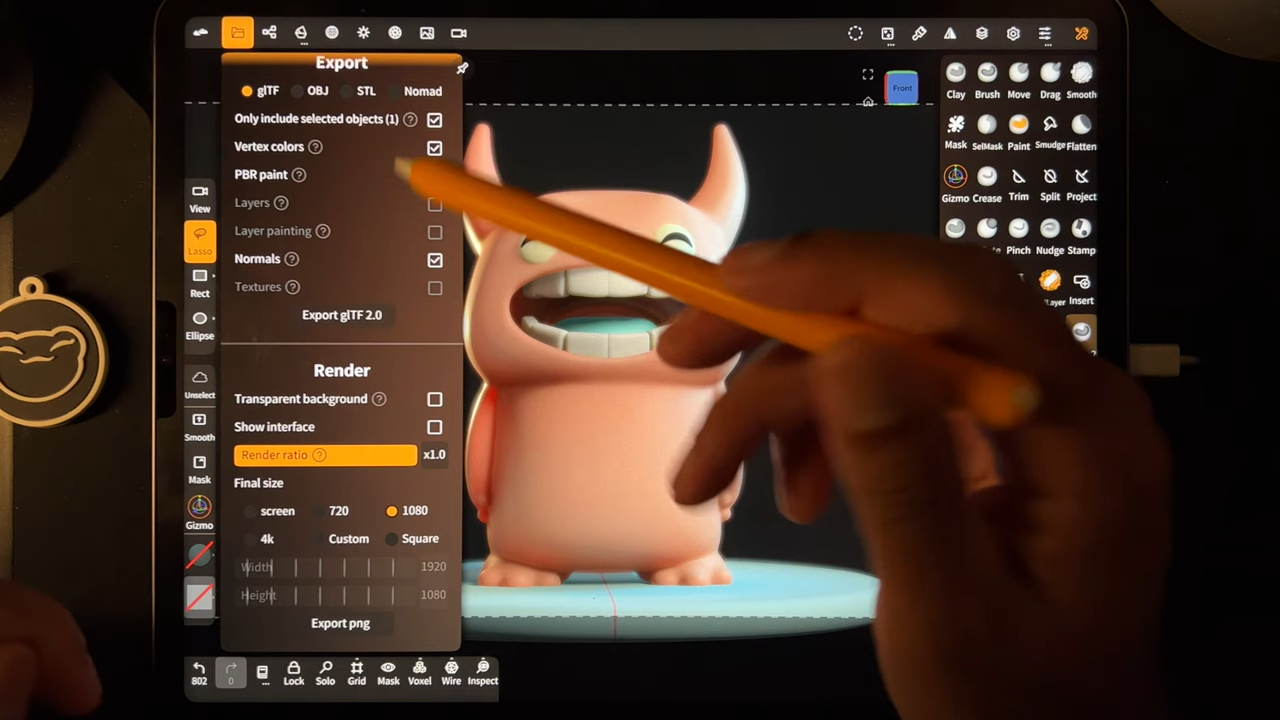 Export
glTF OBJ STL Nomad
Only include selected objects (1) ?
Vertex colors ?
PBR paint ?
Layers ?
Layer painting ?
Normals ?
Textures ?
Export glTF 2.0
Render
Transparent background ?
Show interface
Render ratio ? x1.0
Final size
screen 720 1080
4k Custom Square
Width 1920
Height 1080
Export png
View
Lasso
Rect
Ellipse
Unselect
Smooth
Mask
Gizmo
802 0 Lock Solo Grid Mask Voxel Wire Inspect
Front
Clay Brush Move Drag Smooth
Mask SelMask Paint Smudge Flatten
Gizmo Crease Trim Split Project
Pinch Nudge Stamp
Insert